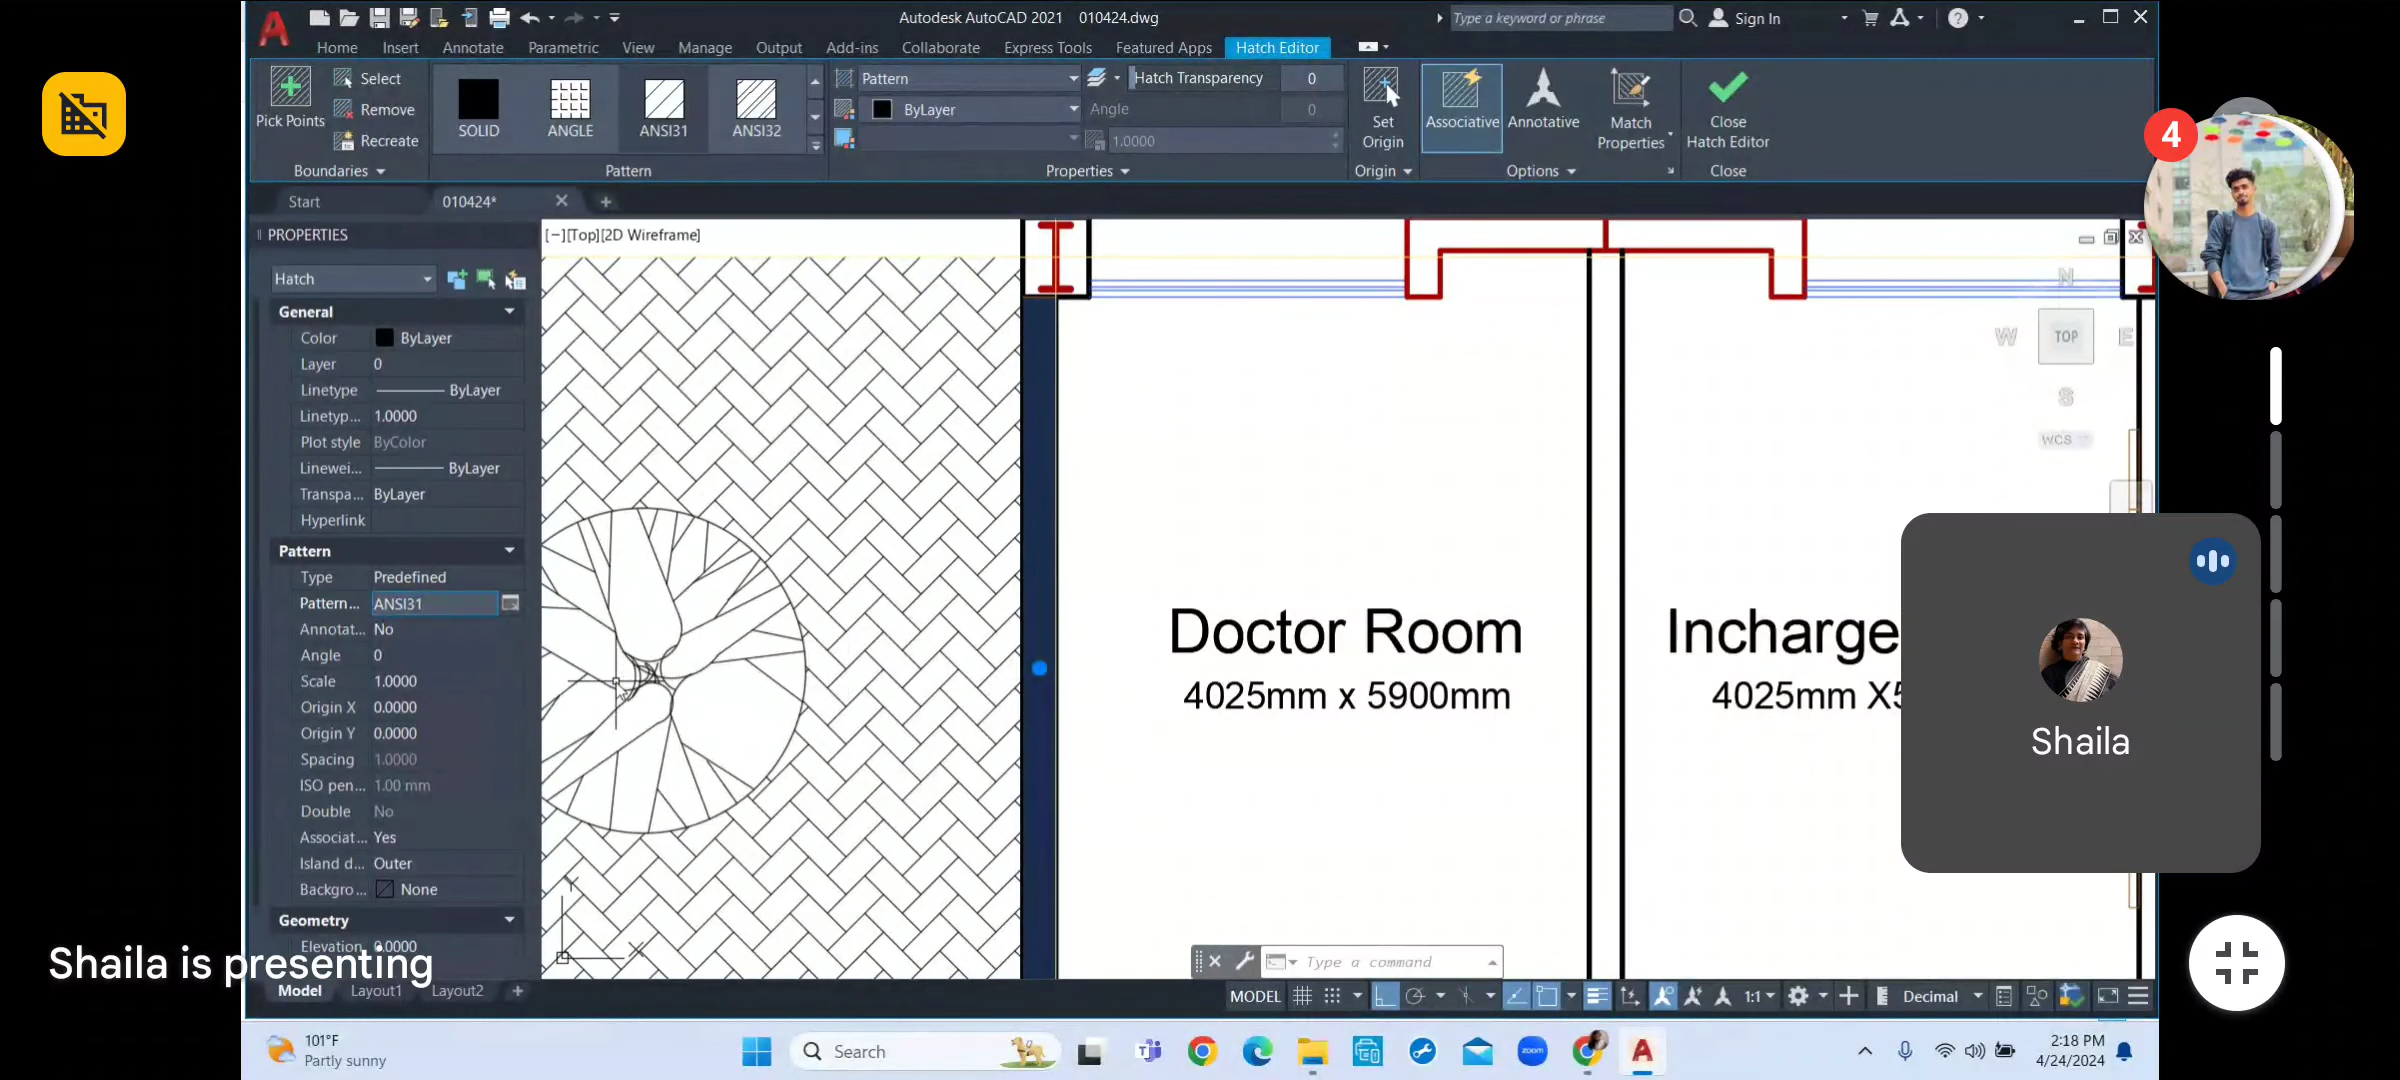 Autodesk AutoCAD 2021 010424.dwg
Type a keyword or phrase
Sign In
Home Insert Annotate Parametric View Manage Output Add-ins Collaborate Express Tools Featured Apps Hatch Editor
Pick Points
Select
Remove
Recreate
Boundaries
SOLID
ANGLE
ANSI31
ANSI32
Pattern
Pattern
ByLayer
Hatch Transparency 0
Angle 0
1.0000
Properties
Set
Origin
Origin
Associative
Annotative
Match
Properties
Options
Close
Hatch Editor
Close
4
Start
010424*
PROPERTIES
[−][Top][2D Wireframe]
Hatch
General
Color ByLayer
Layer 0
Linetype ByLayer
Linetyp... 1.0000
Plot style ByColor
Linewei... ByLayer
Transpa... ByLayer
Hyperlink
Pattern
Type Predefined
Pattern... ANSI31
Annotat... No
Angle 0
Scale 1.0000
Origin X 0.0000
Origin Y 0.0000
Spacing 1.0000
ISO pen... 1.00 mm
Double No
Associat... Yes
Island d... Outer
Backgro... None
Geometry
Elevation 0.0000
N
W TOP E
S
WCS
Doctor Room
4025mm x 5900mm
Incharge
4025mm X5
Shaila
Y
X
Shaila is presenting
Type a command
Model Layout1 Layout2
MODEL
1:1
Decimal
101°F
Partly sunny
Search
zoom
2:18 PM
4/24/2024